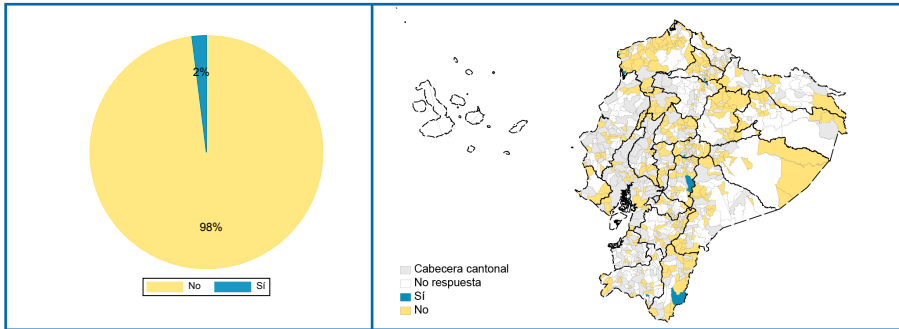 2%
98%
No Sí
Cabecera cantonal
No respuesta
Sí
No